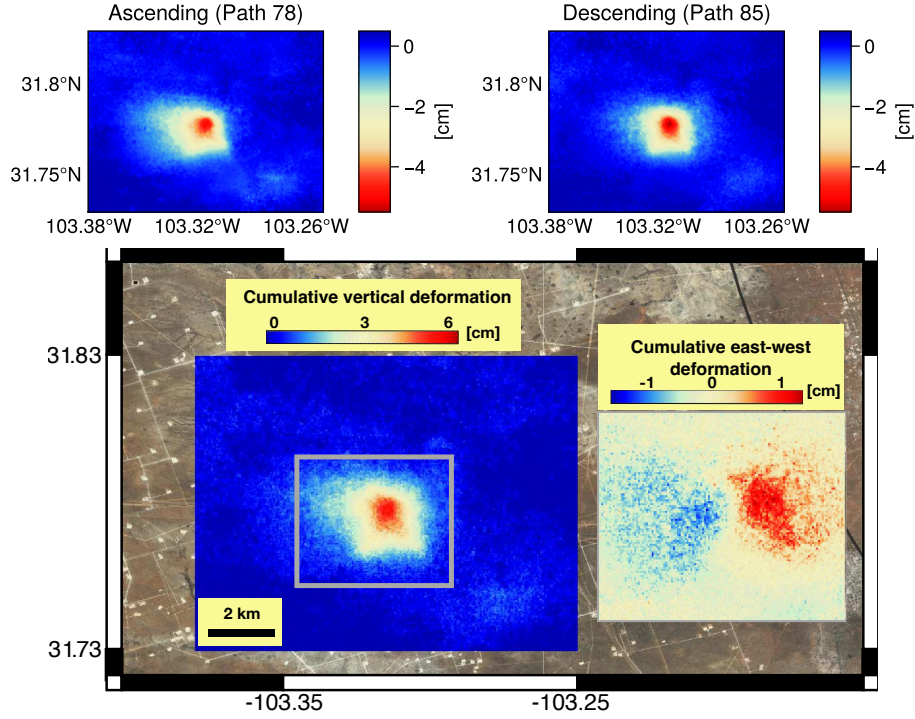 Ascending (Path 78)
Descending (Path 85)
31.8°N
31.75°N
103.38°W 103.32°W 103.26°W
0
−2
−4
[cm]
31.8°N
31.75°N
103.38°W 103.32°W 103.26°W
0
−2
−4
[cm]
Cumulative vertical deformation
0 3 6 [cm]
Cumulative east-west
deformation
-1 0 1 [cm]
31.83
31.73
2 km
-103.35 -103.25